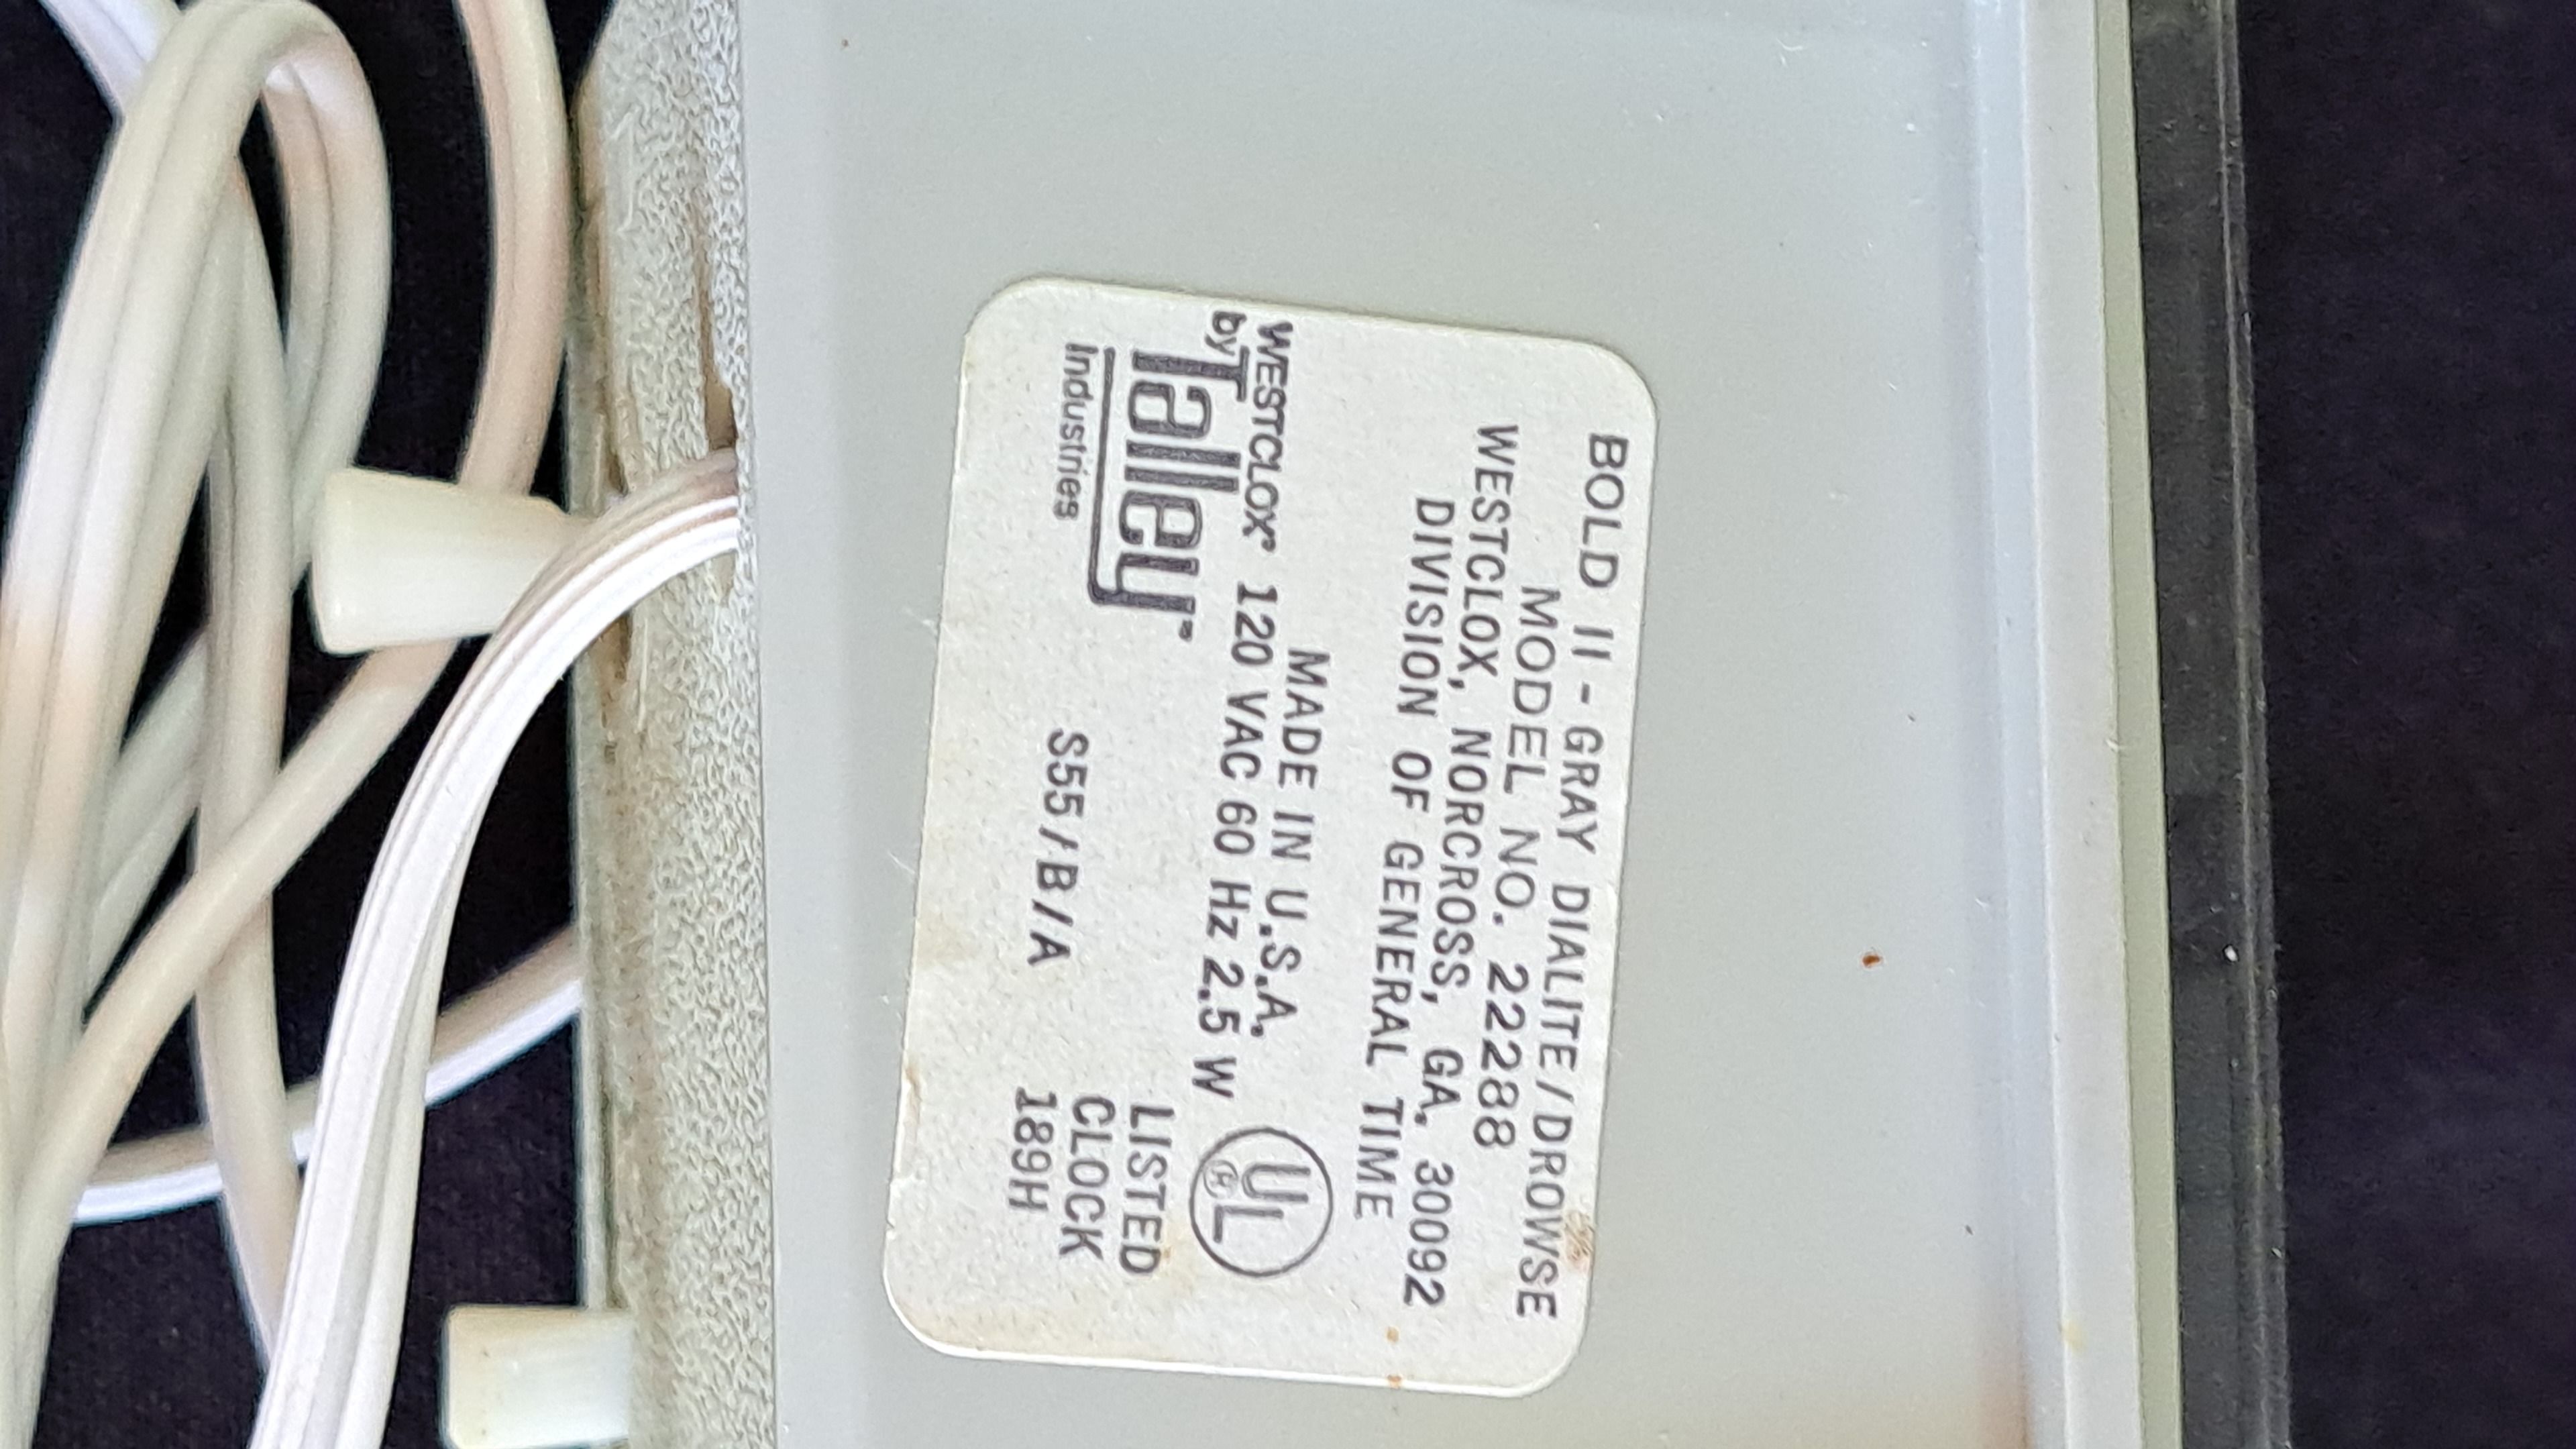 BOLD II - GRAY DIALITE/DROWSE
MODEL NO. 22288
WESTCLOX, NORCROSS, GA. 30092
DIVISION OF GENERAL TIME
MADE IN U.S.A.
WESTCLOX® 120 VAC 60 Hz 2.5 W
by Talley
Industries
UL®
LISTED
CLOCK
189H
S55/B/A